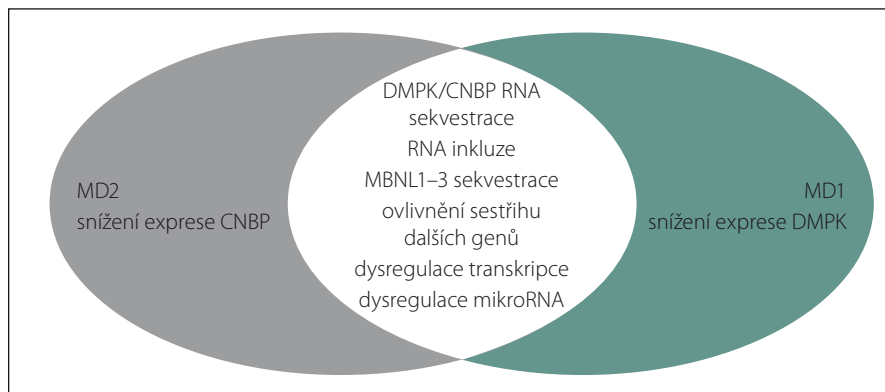 MD2
snížení exprese CNBP
DMPK/CNBP RNA
sekvestrace
RNA inkluze
MBNL1–3 sekvestrace
ovlivnění sestřihu
dalších genů
dysregulace transkripce
dysregulace mikroRNA
MD1
snížení exprese DMPK